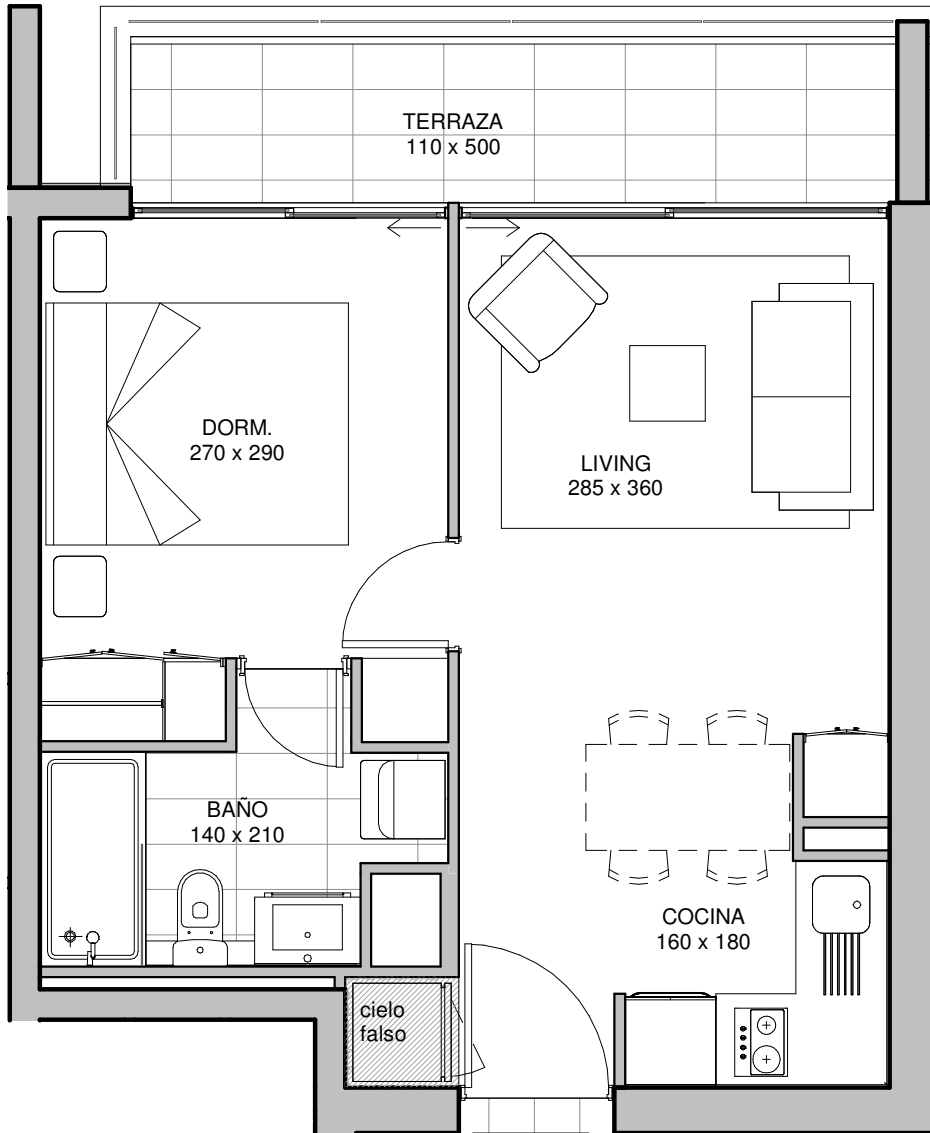 TERRAZA
110 x 500
DORM.
270 x 290
LIVING
285 x 360
BAÑO
140 x 210
COCINA
160 x 180
cielo
falso